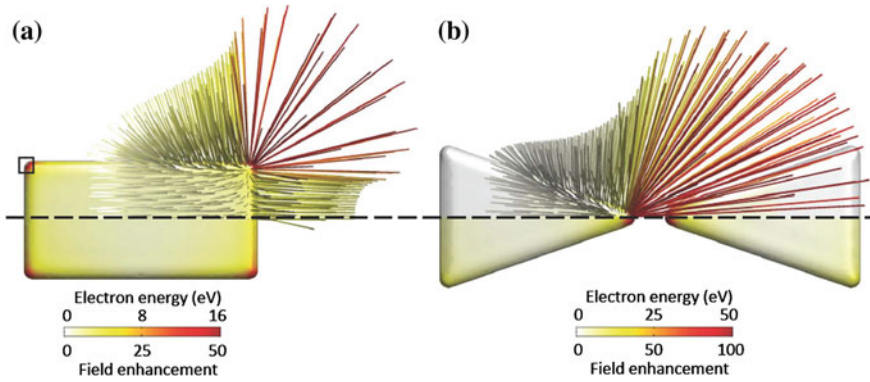 (a)
(b)
Electron energy (eV)
0 8 16
0 25 50
Field enhancement
Electron energy (eV)
0 25 50
0 50 100
Field enhancement